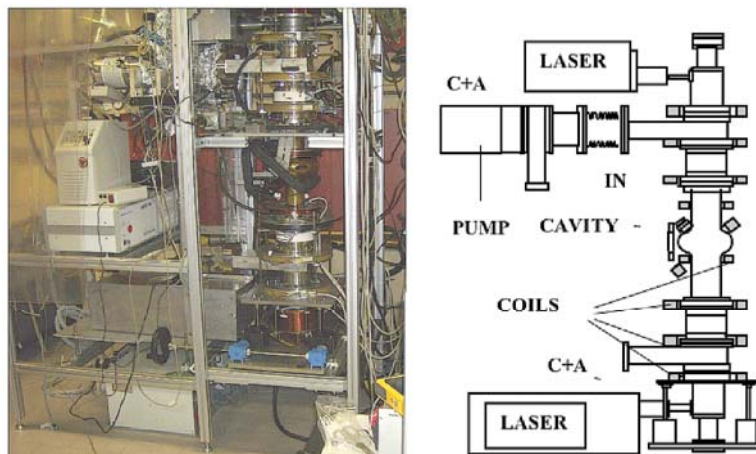 LASER
C+A
IN
PUMP
CAVITY
COILS
C+A
LASER